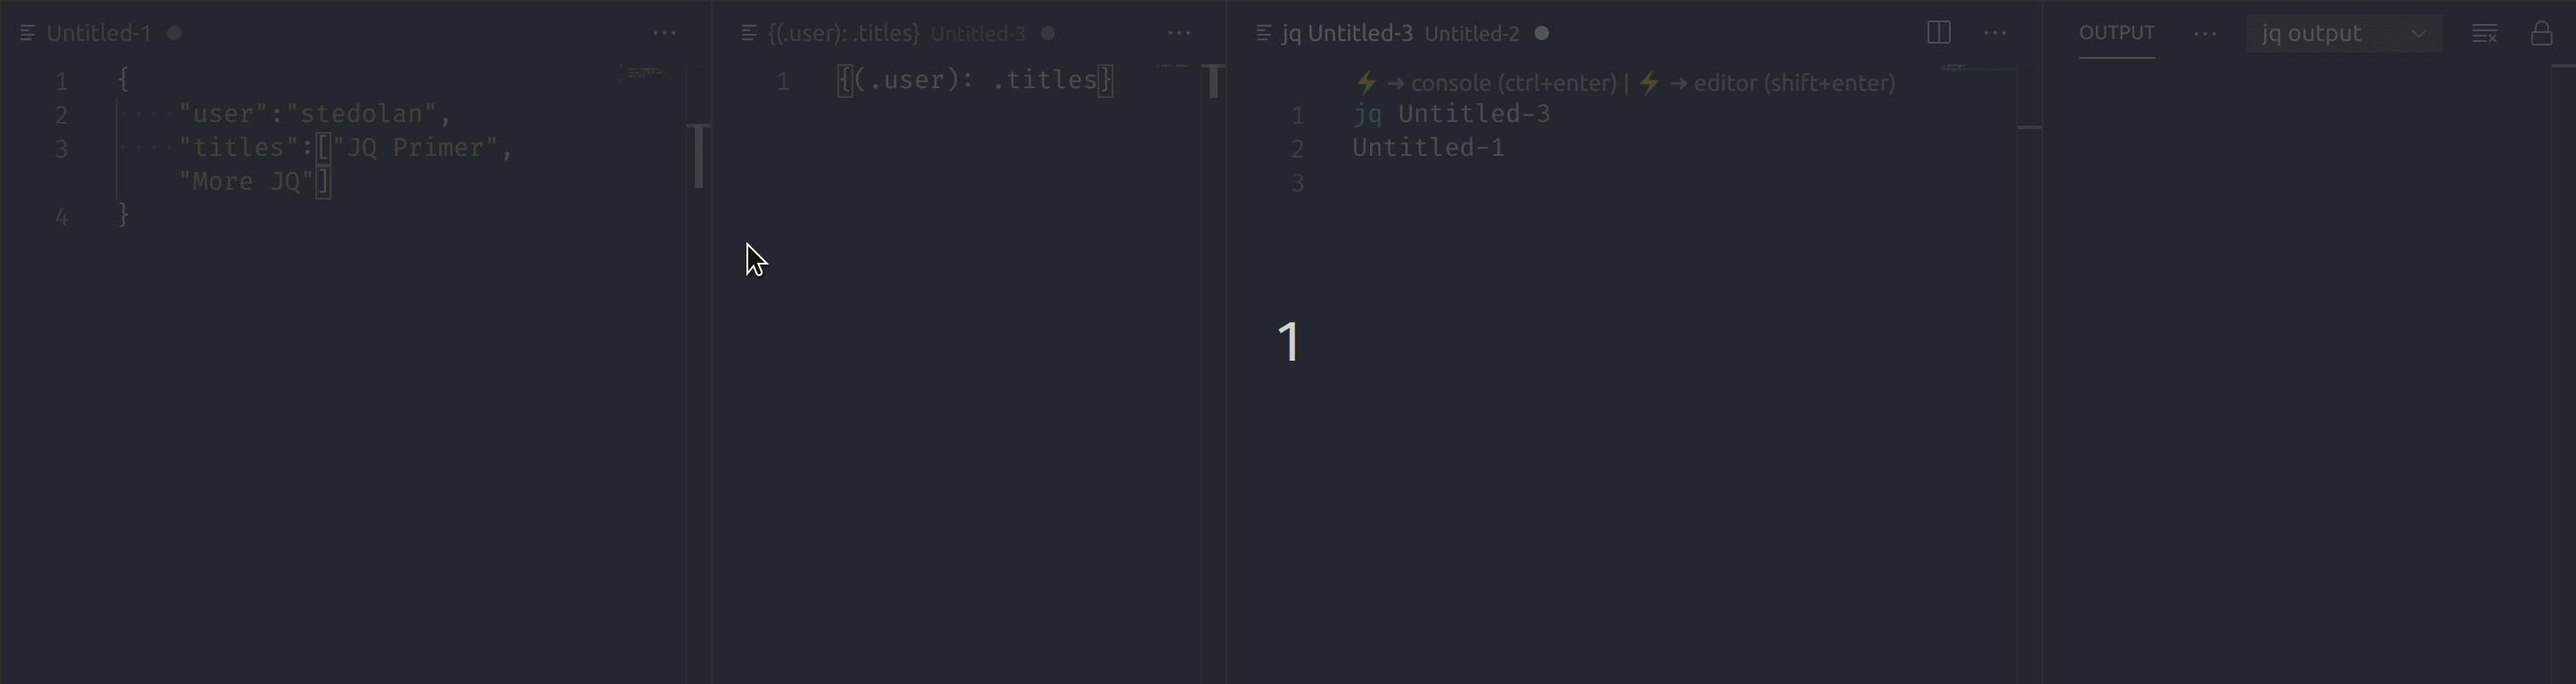 Untitled-1
1 {
2 "user":"stedolan",
3 "titles":["JQ Primer",
"More JQ"]
4 }
{(.user): .titles} Untitled-3
1 {(.user): .titles}
jq Untitled-3 Untitled-2
⚡ → console (ctrl+enter) | ⚡ → editor (shift+enter)
1 jq Untitled-3
2 Untitled-1
3
1
OUTPUT
jq output